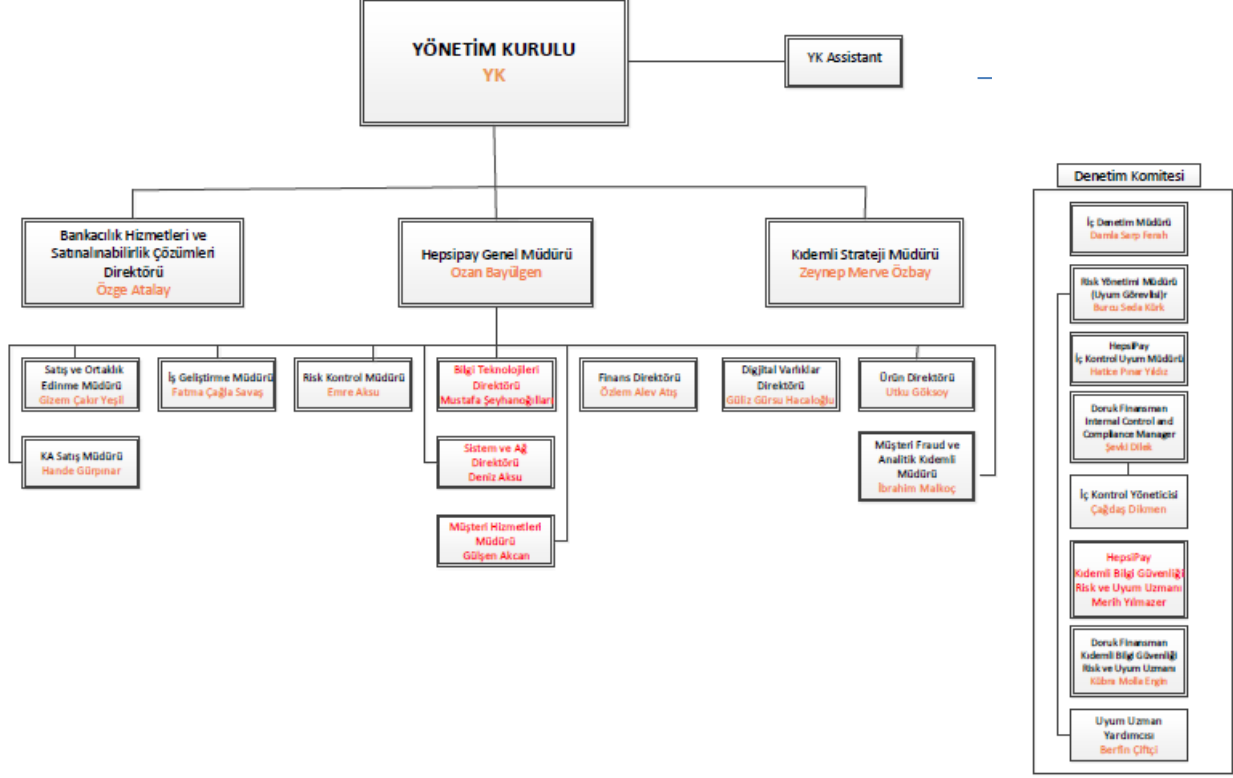 YÖNETİM KURULU
YK
YK Assistant
Bankacılık Hizmetleri ve
Satınalınabilirlik Çözümleri
Direktörü
Özge Atalay
Hepsipay Genel Müdürü
Ozan Bayülgen
Kıdemli Strateji Müdürü
Zeynep Merve Özbay
Satış ve Ortaklık
Edinme Müdürü
Gizem Çakır Yeşil
İş Geliştirme Müdürü
Fatma Çağla Savaş
Risk Kontrol Müdürü
Emre Aksu
Bilgi Teknolojileri
Direktörü
Mustafa Şeyhanoğılları
Finans Direktörü
Özlem Alev Atış
Digijital Varlıklar
Direktörü
Güliz Gürsu Hacaloğlu
Ürün Direktörü
Utku Göksoy
KA Satış Müdürü
Hande Gürpınar
Sistem ve Ağ
Direktörü
Deniz Aksu
Müşteri Fraud ve
Analitik Kıdemli
Müdürü
İbrahim Malkoç
Müşteri Hizmetleri
Müdürü
Gülşen Akcan
Denetim Komitesi
İç Denetim Müdürü
Damla Sarp Ferah
Risk Yönetimi Müdürü
(Uyum Görevlisi)r
Burcu Seda Kürk
HepsiPay
İç Kontrol Uyum Müdürü
Hatice Pınar Yıldız
Doruk Finansman
Internal Control and
Compliance Manager
Şevki Dilek
İç Kontrol Yöneticisi
Çağdaş Dikmen
HepsiPay
Kıdemli Bilgi Güvenliği
Risk ve Uyum Uzmanı
Merih Yılmazer
Doruk Finansman
Kıdemli Bilgi Güvenliği
Risk ve Uyum Uzmanı
Kübra Molla Ergin
Uyum Uzman
Yardımcısı
Berfin Çiftçi